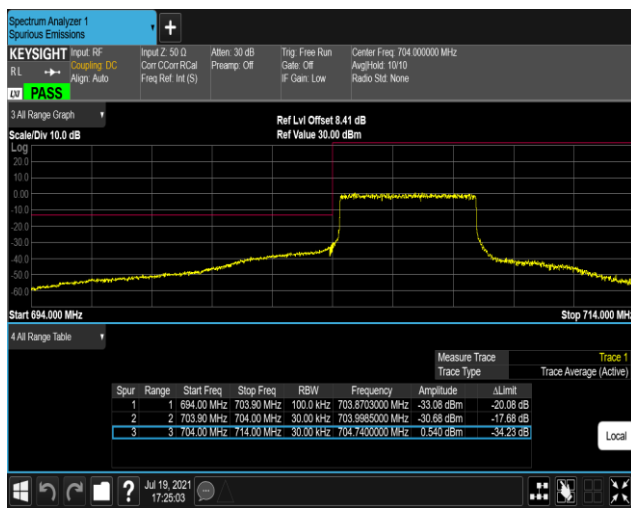 Spectrum Analyzer 1
Spurious Emissions
+
KEYSIGHT Input: RF Input Z: 50 Ω Atten: 30 dB Trig: Free Run Center Freq: 704.000000 MHz
Coupling: DC Corr CCorr RCal Preamp: Off Gate: Off Avg|Hold: 10/10
RL Align: Auto Freq Ref: Int (S) IF Gain: Low Radio Std: None
LXI PASS
3 All Range Graph
Ref Lvl Offset 8.41 dB
Scale/Div 10.0 dB Ref Value 30.00 dBm
Log
20.0
10.0
0.00
-10.0
-20.0
-30.0
-40.0
-50.0
-60.0
Start 694.000 MHz Stop 714.000 MHz
4 All Range Table
Measure Trace Trace 1
Trace Type Trace Average (Active)
Spur Range Start Freq Stop Freq RBW Frequency Amplitude ΔLimit
1 1 694.00 MHz 703.90 MHz 100.0 kHz 703.8703000 MHz -33.08 dBm -20.08 dB
2 2 703.90 MHz 704.00 MHz 30.00 kHz 703.9985000 MHz -30.68 dBm -17.68 dB
3 3 704.00 MHz 714.00 MHz 30.00 kHz 704.7400000 MHz 0.540 dBm -34.23 dB
Local
? Jul 19, 2021
17:25:03